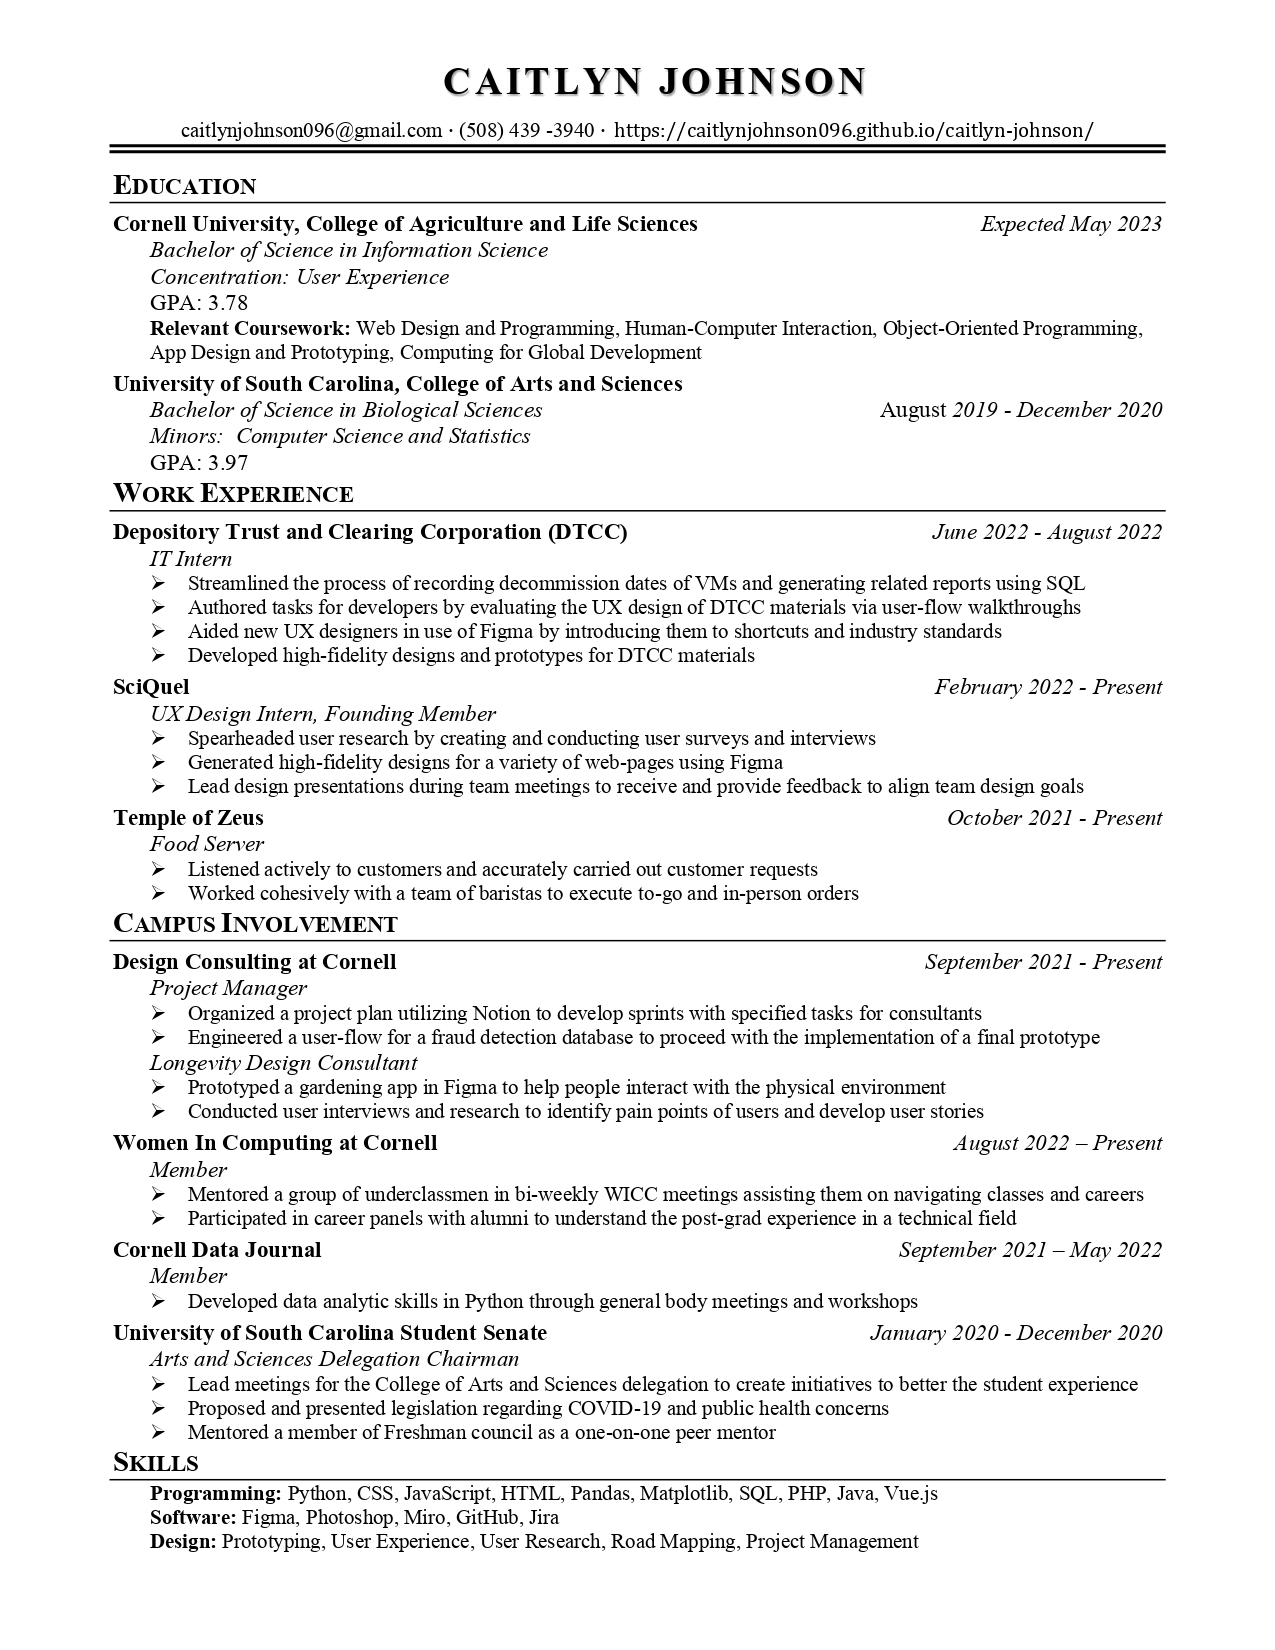 CAITLYN JOHNSON
caitlynjohnson096@gmail.com · (508) 439 -3940 · https://caitlynjohnson096.github.io/caitlyn-johnson/
EDUCATION
Cornell University, College of Agriculture and Life Sciences Expected May 2023
Bachelor of Science in Information Science
Concentration: User Experience
GPA: 3.78
Relevant Coursework: Web Design and Programming, Human-Computer Interaction, Object-Oriented Programming,
App Design and Prototyping, Computing for Global Development
University of South Carolina, College of Arts and Sciences
Bachelor of Science in Biological Sciences August 2019 - December 2020
Minors: Computer Science and Statistics
GPA: 3.97
WORK EXPERIENCE
Depository Trust and Clearing Corporation (DTCC) June 2022 - August 2022
IT Intern
➢ Streamlined the process of recording decommission dates of VMs and generating related reports using SQL
➢ Authored tasks for developers by evaluating the UX design of DTCC materials via user-flow walkthroughs
➢ Aided new UX designers in use of Figma by introducing them to shortcuts and industry standards
➢ Developed high-fidelity designs and prototypes for DTCC materials
SciQuel February 2022 - Present
UX Design Intern, Founding Member
➢ Spearheaded user research by creating and conducting user surveys and interviews
➢ Generated high-fidelity designs for a variety of web-pages using Figma
➢ Lead design presentations during team meetings to receive and provide feedback to align team design goals
Temple of Zeus October 2021 - Present
Food Server
➢ Listened actively to customers and accurately carried out customer requests
➢ Worked cohesively with a team of baristas to execute to-go and in-person orders
CAMPUS INVOLVEMENT
Design Consulting at Cornell September 2021 - Present
Project Manager
➢ Organized a project plan utilizing Notion to develop sprints with specified tasks for consultants
➢ Engineered a user-flow for a fraud detection database to proceed with the implementation of a final prototype
Longevity Design Consultant
➢ Prototyped a gardening app in Figma to help people interact with the physical environment
➢ Conducted user interviews and research to identify pain points of users and develop user stories
Women In Computing at Cornell August 2022 – Present
Member
➢ Mentored a group of underclassmen in bi-weekly WICC meetings assisting them on navigating classes and careers
➢ Participated in career panels with alumni to understand the post-grad experience in a technical field
Cornell Data Journal September 2021 – May 2022
Member
➢ Developed data analytic skills in Python through general body meetings and workshops
University of South Carolina Student Senate January 2020 - December 2020
Arts and Sciences Delegation Chairman
➢ Lead meetings for the College of Arts and Sciences delegation to create initiatives to better the student experience
➢ Proposed and presented legislation regarding COVID-19 and public health concerns
➢ Mentored a member of Freshman council as a one-on-one peer mentor
SKILLS
Programming: Python, CSS, JavaScript, HTML, Pandas, Matplotlib, SQL, PHP, Java, Vue.js
Software: Figma, Photoshop, Miro, GitHub, Jira
Design: Prototyping, User Experience, User Research, Road Mapping, Project Management